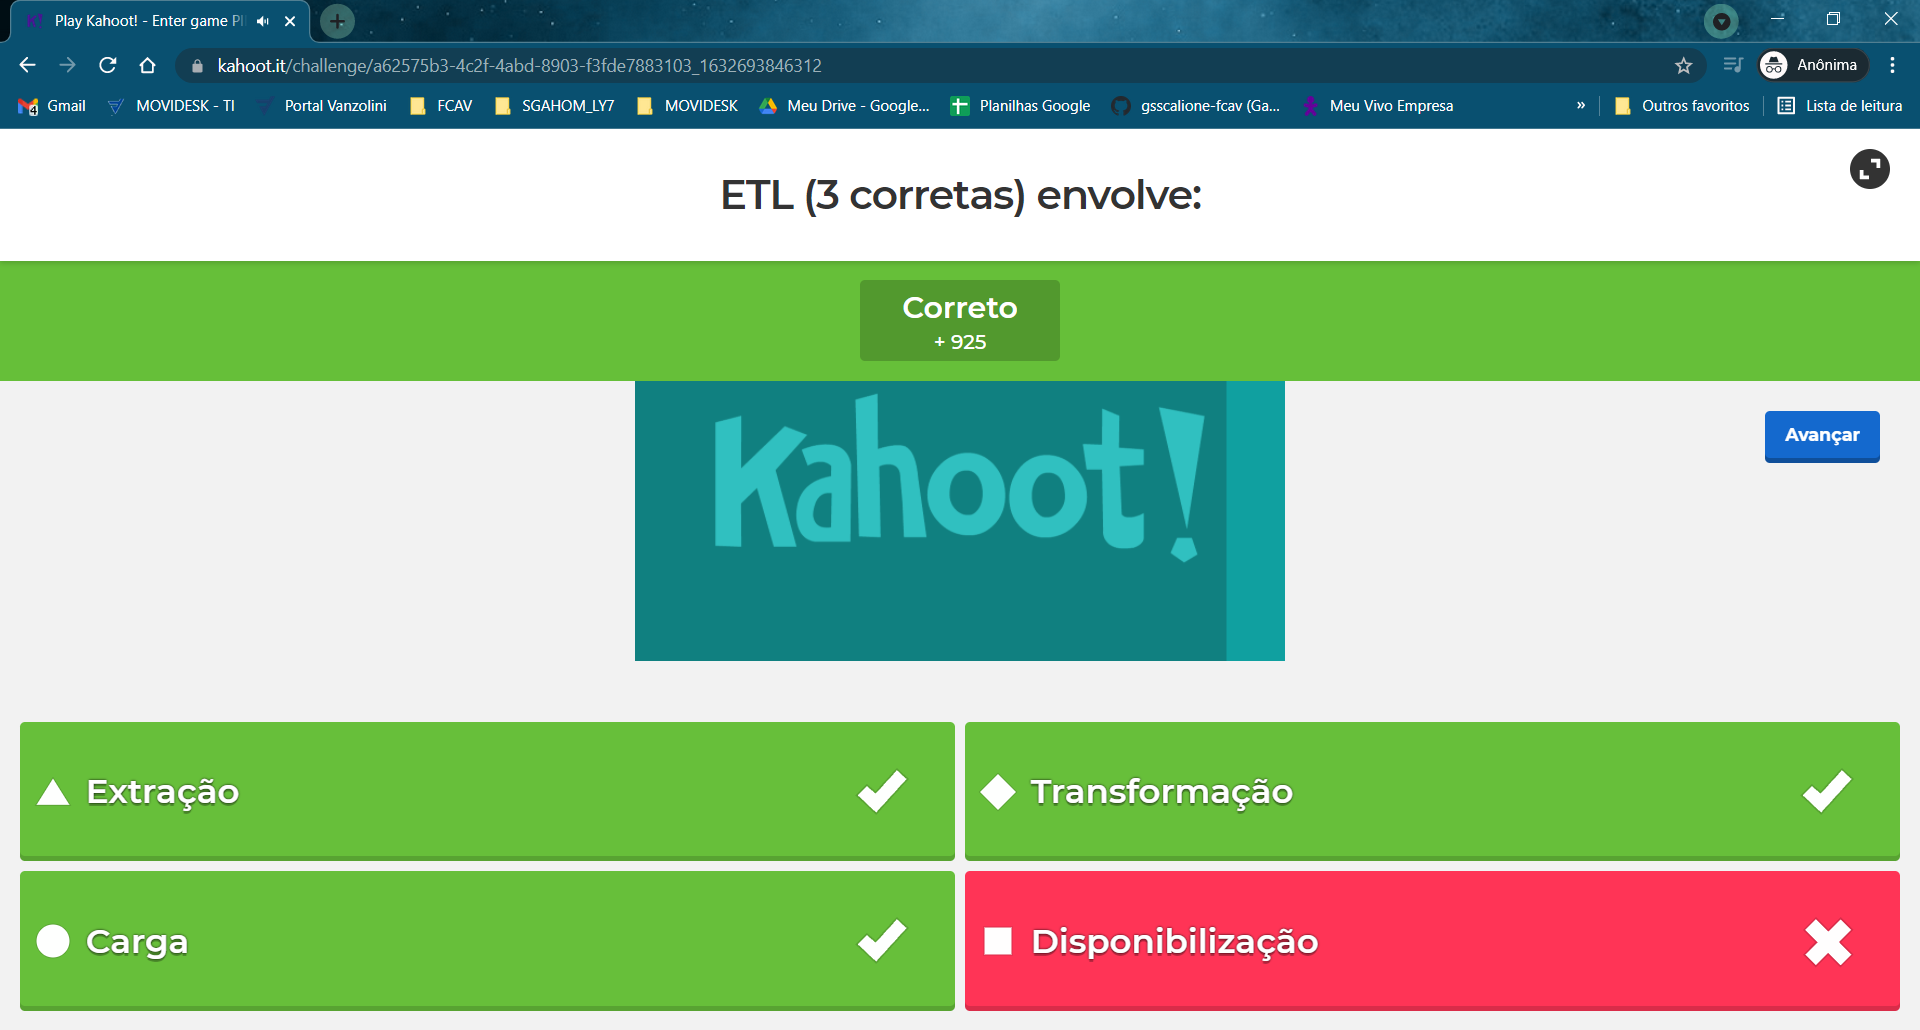 Play Kahoot! - Enter game P
kahoot.it/challenge/a62575b3-4c2f-4abd-8903-f3fde7883103_1632693846312
Anônima
Gmail
MOVIDESK - TI
Portal Vanzolini
FCAV
SGAHOM_LY7
MOVIDESK
Meu Drive - Google...
Planilhas Google
gsscalione-fcav (Ga...
Meu Vivo Empresa
»
Outros favoritos
Lista de leitura
ETL (3 corretas) envolve:
Correto
+ 925
Kahoot!
Avançar
Extração
Transformação
Carga
Disponibilização